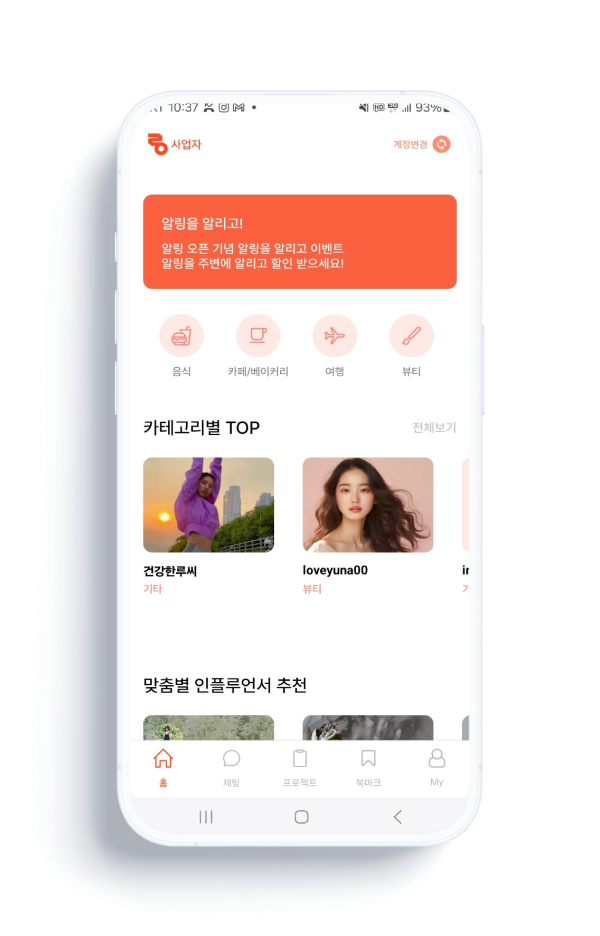 10:37
93%
사업자
계정변경
알링을 알리고!
알링 오픈 기념 알링을 알리고 이벤트
알링을 주변에 알리고 할인 받으세요!
음식
카페/베이커리
여행
뷰티
카테고리별 TOP
전체보기
건강한루씨
loveyuna00
기타
뷰티
맞춤별 인플루언서 추천
홈
채팅
프로젝트
북마크
My